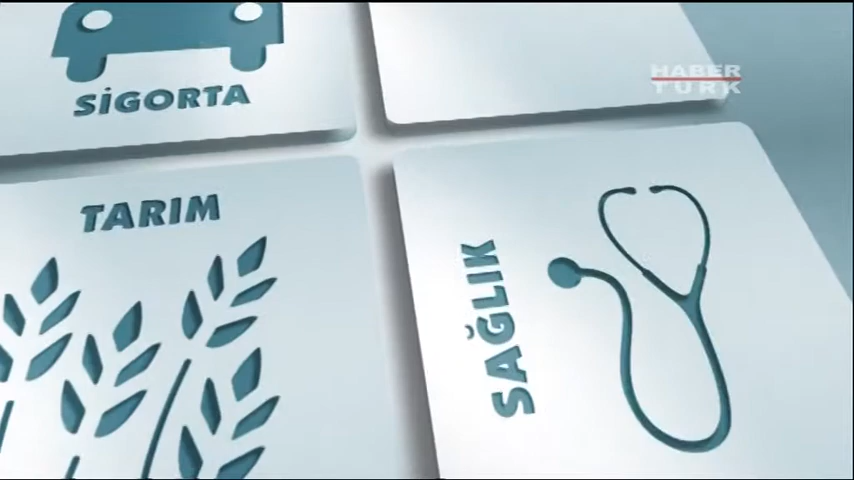 HABER
TÜRK
SİGORTA
TARIM
SAĞLIK